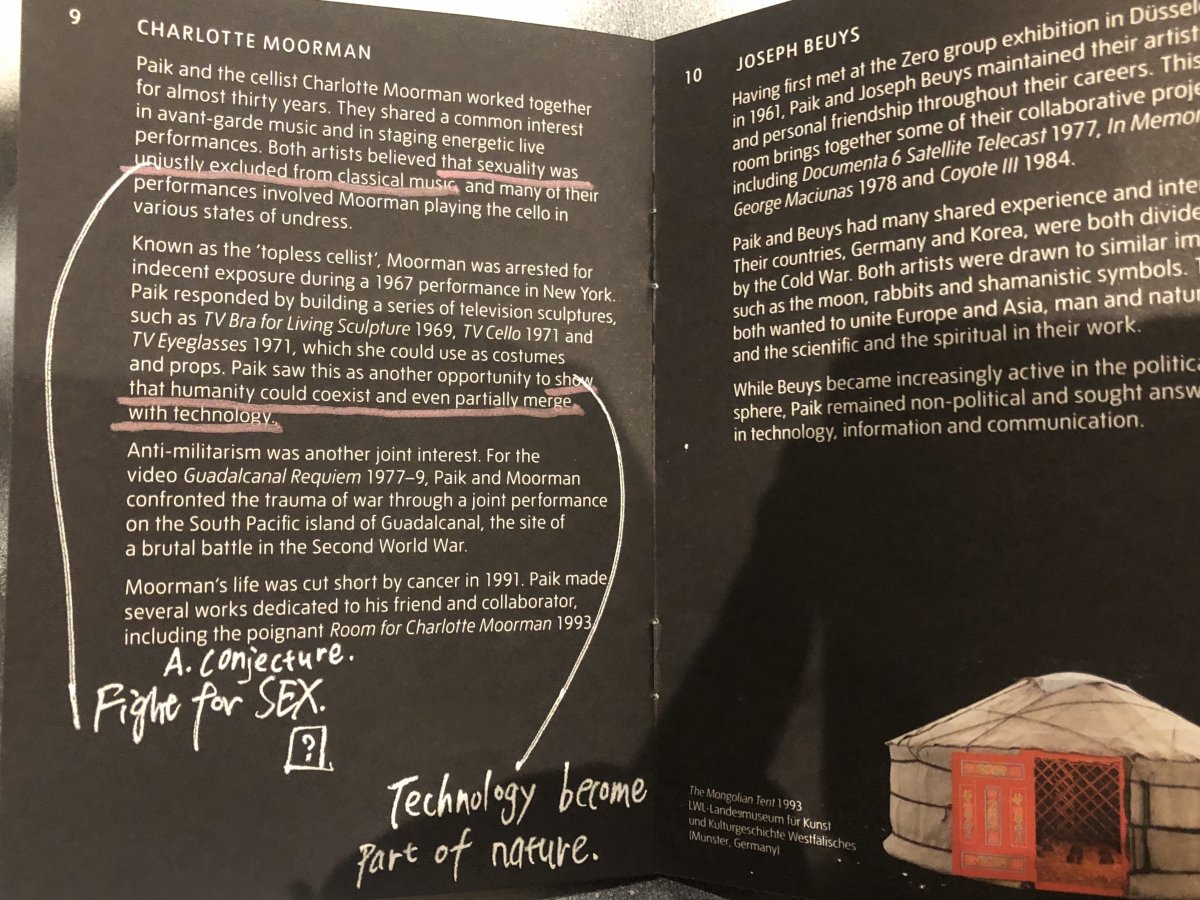 9
CHARLOTTE MOORMAN
Paik and the cellist Charlotte Moorman worked together
for almost thirty years. They shared a common interest
in avant-garde music and in staging energetic live
performances. Both artists believed that sexuality was
unjustly excluded from classical music, and many of their
performances involved Moorman playing the cello in
various states of undress.
Known as the ‘topless cellist’, Moorman was arrested for
indecent exposure during a 1967 performance in New York.
Paik responded by building a series of television sculptures,
such as TV Bra for Living Sculpture 1969, TV Cello 1971 and
TV Eyeglasses 1971, which she could use as costumes
and props. Paik saw this as another opportunity to show
that humanity could coexist and even partially merge
with technology.
Anti-militarism was another joint interest. For the
video Guadalcanal Requiem 1977–9, Paik and Moorman
confronted the trauma of war through a joint performance
on the South Pacific island of Guadalcanal, the site of
a brutal battle in the Second World War.
Moorman’s life was cut short by cancer in 1991. Paik made
several works dedicated to his friend and collaborator,
including the poignant Room for Charlotte Moorman 1993.
A. Conjecture.
Fight for SEX.
?
Technology become
part of nature.
10
JOSEPH BEUYS
Having first met at the Zero group exhibition in Düssel
in 1961, Paik and Joseph Beuys maintained their artist
and personal friendship throughout their careers. This
room brings together some of their collaborative proje
including Documenta 6 Satellite Telecast 1977, In Memor
George Maciunas 1978 and Coyote III 1984.
Paik and Beuys had many shared experience and inte
Their countries, Germany and Korea, were both divide
by the Cold War. Both artists were drawn to similar im
such as the moon, rabbits and shamanistic symbols. T
both wanted to unite Europe and Asia, man and natur
and the scientific and the spiritual in their work.
While Beuys became increasingly active in the politica
sphere, Paik remained non-political and sought answ
in technology, information and communication.
The Mongolian Tent 1993
LWL-Landesmuseum für Kunst
und Kulturgeschichte Westfälisches
(Munster, Germany)